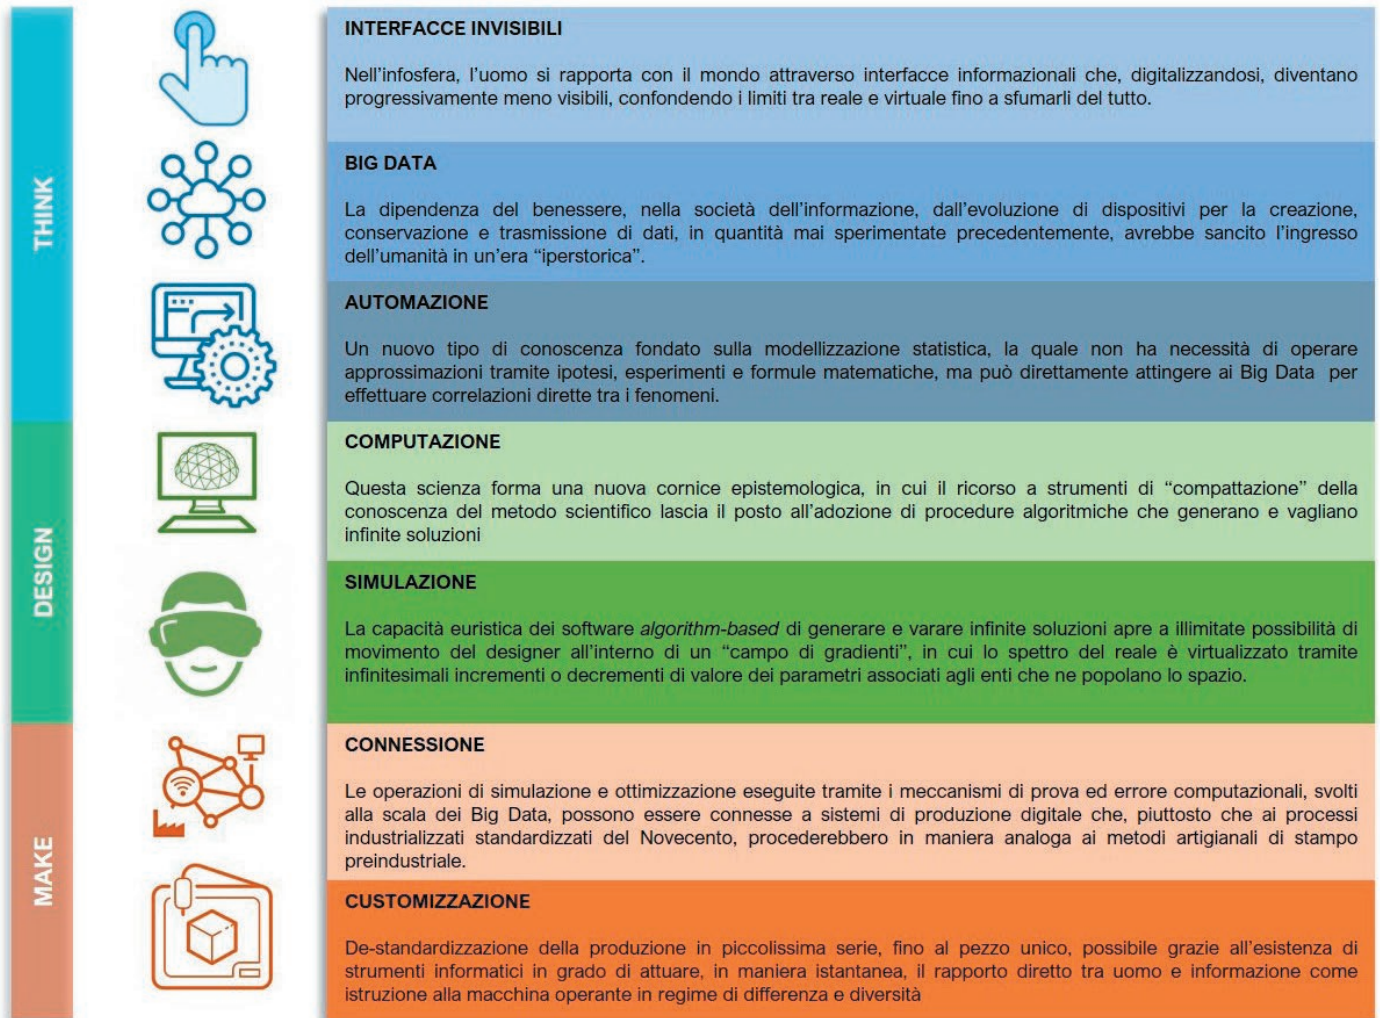 THINK
INTERFACCE INVISIBILI
Nell'infosfera, l'uomo si rapporta con il mondo attraverso interfacce informazionali che, digitalizzandosi, diventano
progressivamente meno visibili, confondendo i limiti tra reale e virtuale fino a sfumarli del tutto.
BIG DATA
La dipendenza del benessere, nella società dell'informazione, dall'evoluzione di dispositivi per la creazione,
conservazione e trasmissione di dati, in quantità mai sperimentate precedentemente, avrebbe sancito l'ingresso
dell'umanità in un'era “iperstorica”.
AUTOMAZIONE
Un nuovo tipo di conoscenza fondato sulla modellizzazione statistica, la quale non ha necessità di operare
approssimazioni tramite ipotesi, esperimenti e formule matematiche, ma può direttamente attingere ai Big Data per
effettuare correlazioni dirette tra i fenomeni.
DESIGN
COMPUTAZIONE
Questa scienza forma una nuova cornice epistemologica, in cui il ricorso a strumenti di “compattazione” della
conoscenza del metodo scientifico lascia il posto all'adozione di procedure algoritmiche che generano e vagliano
infinite soluzioni
SIMULAZIONE
La capacità euristica dei software algorithm-based di generare e varare infinite soluzioni apre a illimitate possibilità di
movimento del designer all'interno di un “campo di gradienti”, in cui lo spettro del reale è virtualizzato tramite
infinitesimali incrementi o decrementi di valore dei parametri associati agli enti che ne popolano lo spazio.
MAKE
CONNESSIONE
Le operazioni di simulazione e ottimizzazione eseguite tramite i meccanismi di prova ed errore computazionali, svolti
alla scala dei Big Data, possono essere connesse a sistemi di produzione digitale che, piuttosto che ai processi
industrializzati standardizzati del Novecento, procederebbero in maniera analoga ai metodi artigianali di stampo
preindustriale.
CUSTOMIZZAZIONE
De-standardizzazione della produzione in piccolissima serie, fino al pezzo unico, possibile grazie all'esistenza di
strumenti informatici in grado di attuare, in maniera istantanea, il rapporto diretto tra uomo e informazione come
istruzione alla macchina operante in regime di differenza e diversità